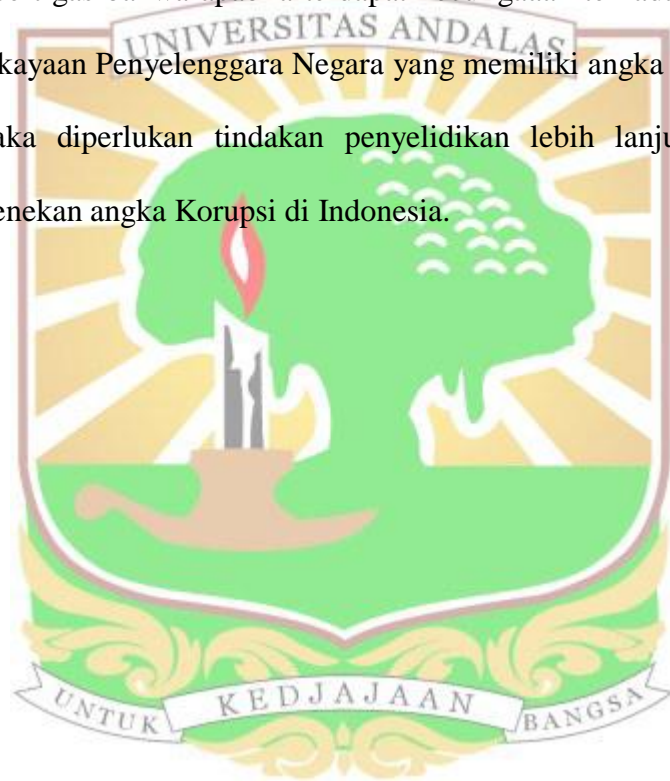 UNIVERSITAS ANDALAS
kayaan Penyelenggara Negara yang memiliki angka
aka diperlukan tindakan penyelidikan lebih lanju
enekan angka Korupsi di Indonesia.
UNTUK KEDJAJAAN BANGSA